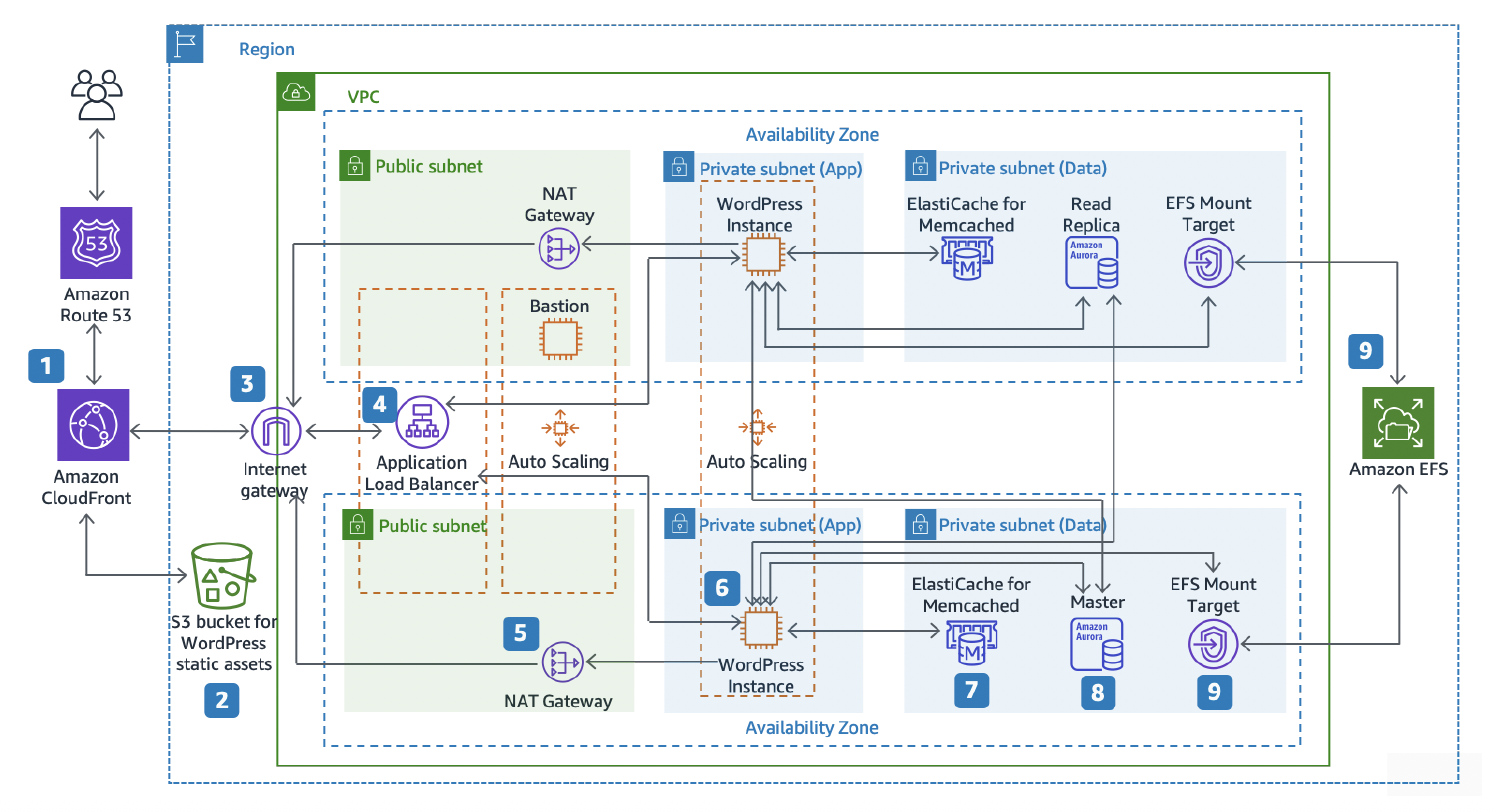 Region
VPC
Availability Zone
Public subnet
Private subnet (App)
Private subnet (Data)
NAT
Gateway
WordPress
Instance
ElastiCache for
Memcached
M
Read
Replica
Amazon
Aurora
EFS Mount
Target
53
Amazon
Route 53
Bastion
1
3
4
9
Amazon
CloudFront
Internet
gateway
Application
Load Balancer
Auto Scaling
Auto Scaling
Amazon EFS
Public subnet
Private subnet (App)
Private subnet (Data)
S3 bucket for
WordPress
static assets
2
5
NAT Gateway
6
WordPress
Instance
ElastiCache for
Memcached
M
7
Master
Amazon
Aurora
8
EFS Mount
Target
9
Availability Zone